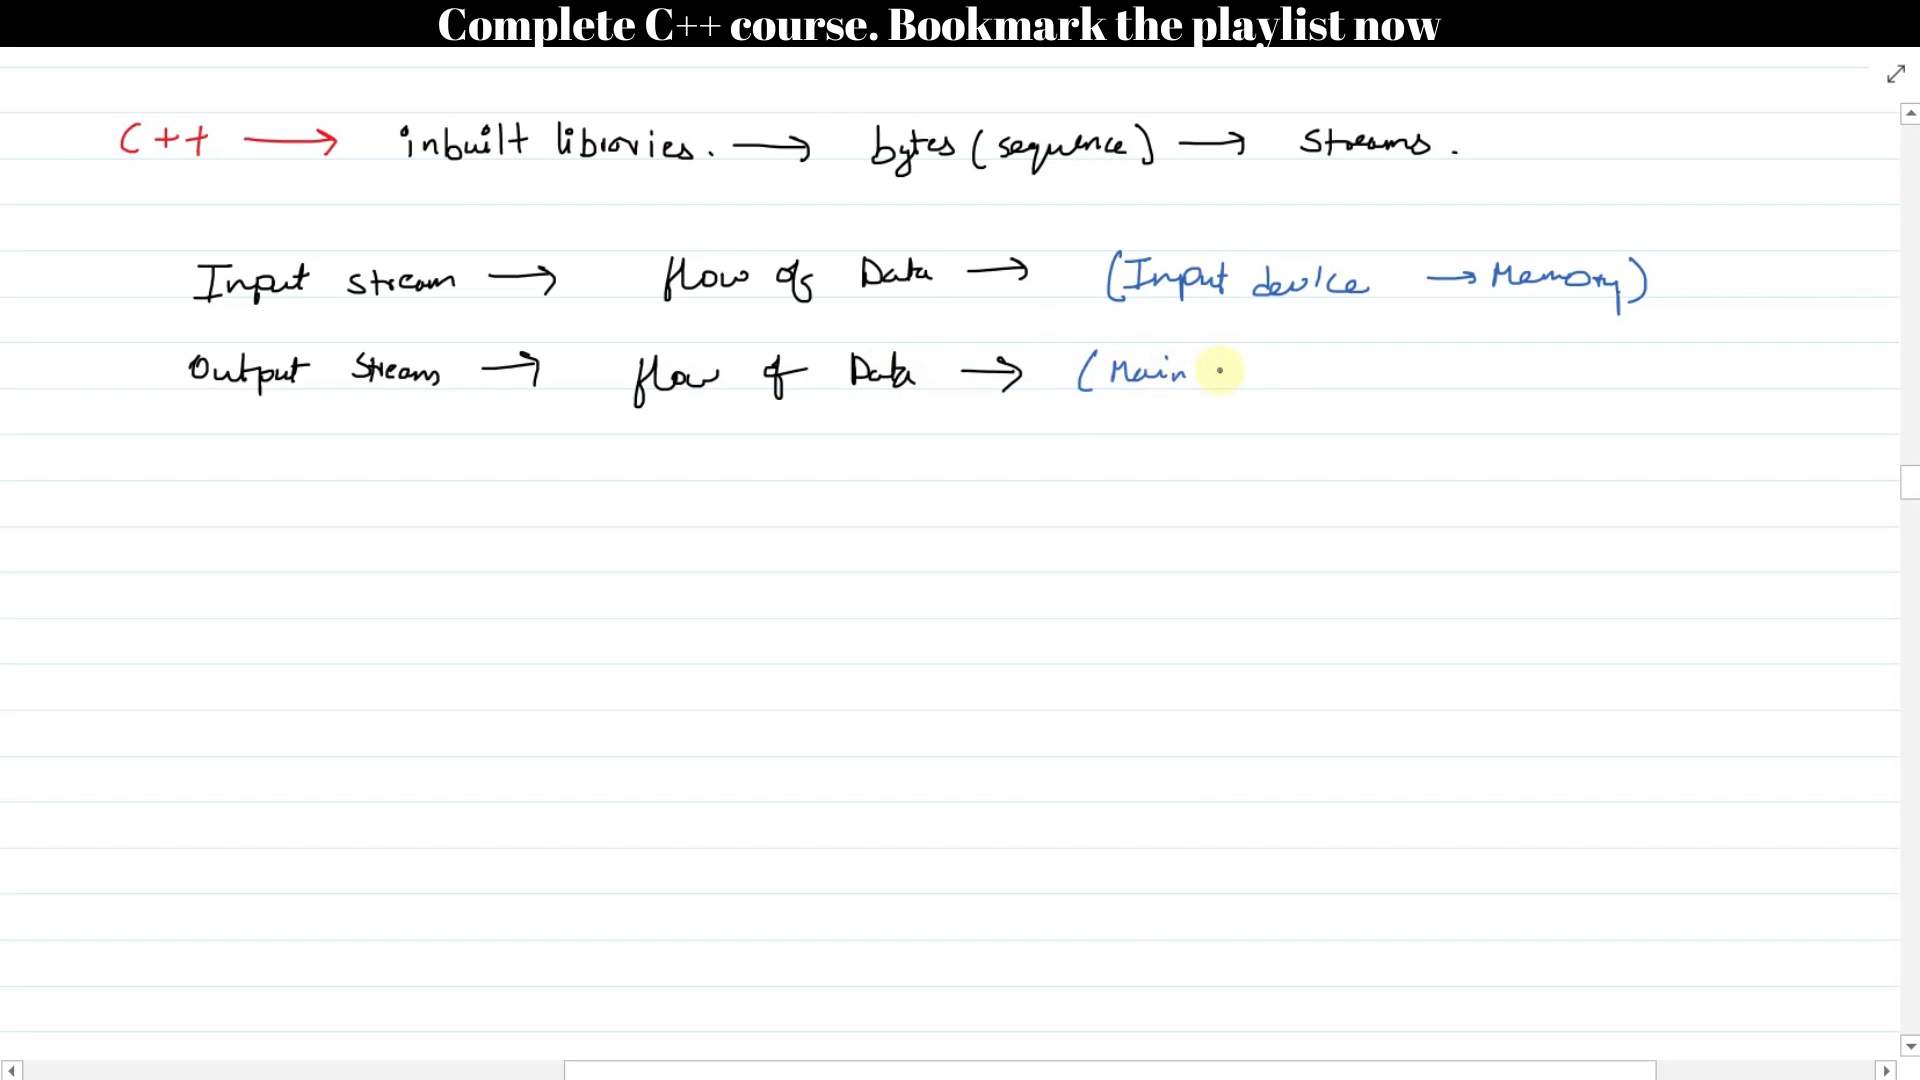 Complete C++ course. Bookmark the playlist now
C++ → inbuilt libraries. → bytes (sequence) → Streams.
Input stream → flow of Data → (Input device → Memory)
Output Stream → flow of Data → (Main